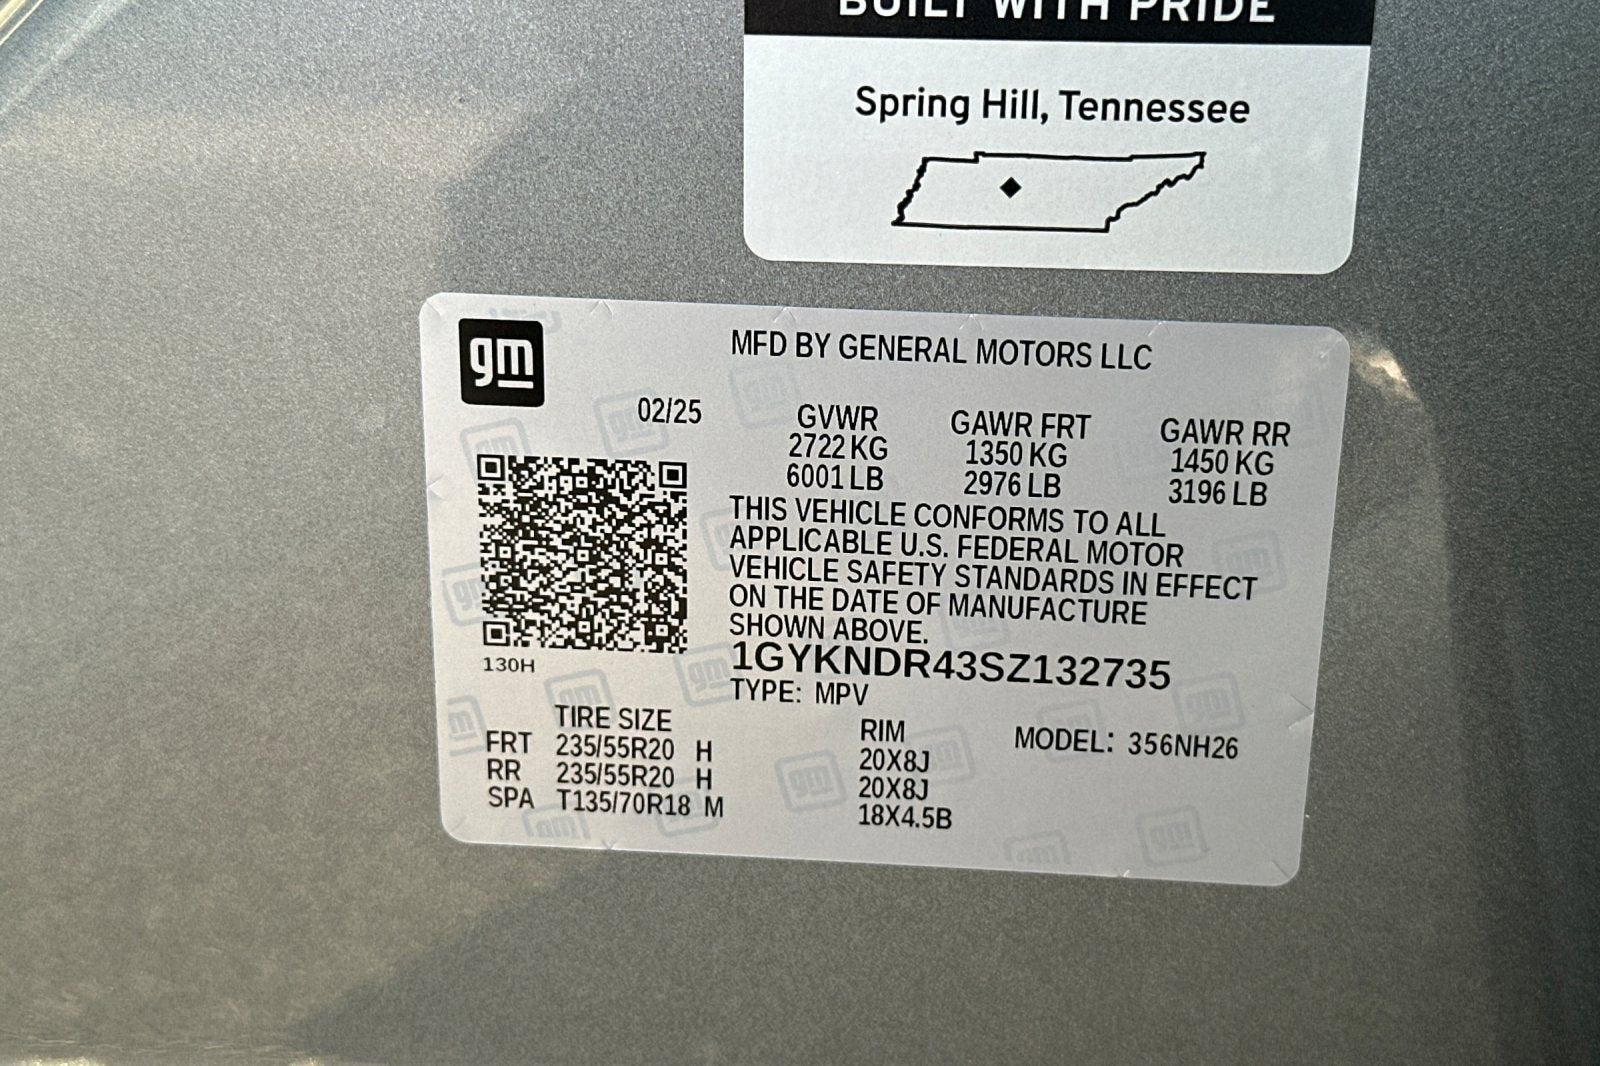 BUILT WITH PRIDE
Spring Hill, Tennessee
gm
MFD BY GENERAL MOTORS LLC
02/25
GVWR GAWR FRT GAWR RR
2722 KG 1350 KG 1450 KG
6001 LB 2976 LB 3196 LB
THIS VEHICLE CONFORMS TO ALL
APPLICABLE U.S. FEDERAL MOTOR
VEHICLE SAFETY STANDARDS IN EFFECT
ON THE DATE OF MANUFACTURE
SHOWN ABOVE.
130H
1GYKNDR43SZ132735
TYPE: MPV
TIRE SIZE RIM MODEL: 356NH26
FRT 235/55R20 H 20X8J
RR 235/55R20 H 20X8J
SPA T135/70R18 M 18X4.5B